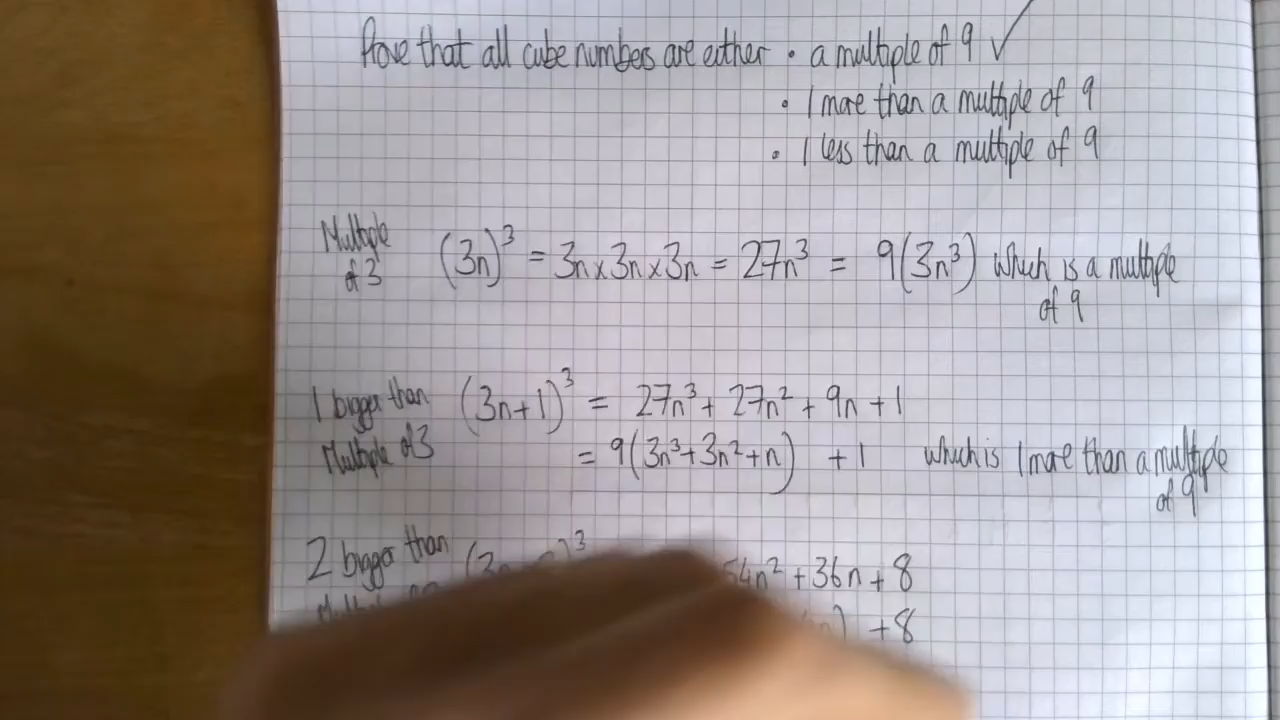 Prove that all cube numbers are either • a multiple of 9 ✓
• 1 more than a multiple of 9
• 1 less than a multiple of 9
Multiple of 3 (3n)³ = 3n×3n×3n = 27n³ = 9(3n³) which is a multiple of 9
1 bigger than (3n+1)³ = 27n³ + 27n² + 9n + 1
Multiple of 3 = 9(3n³+3n²+n) +1 which is 1 more than a multiple of 9
2 bigger than (3n )³ 54n² + 36n + 8
) +8